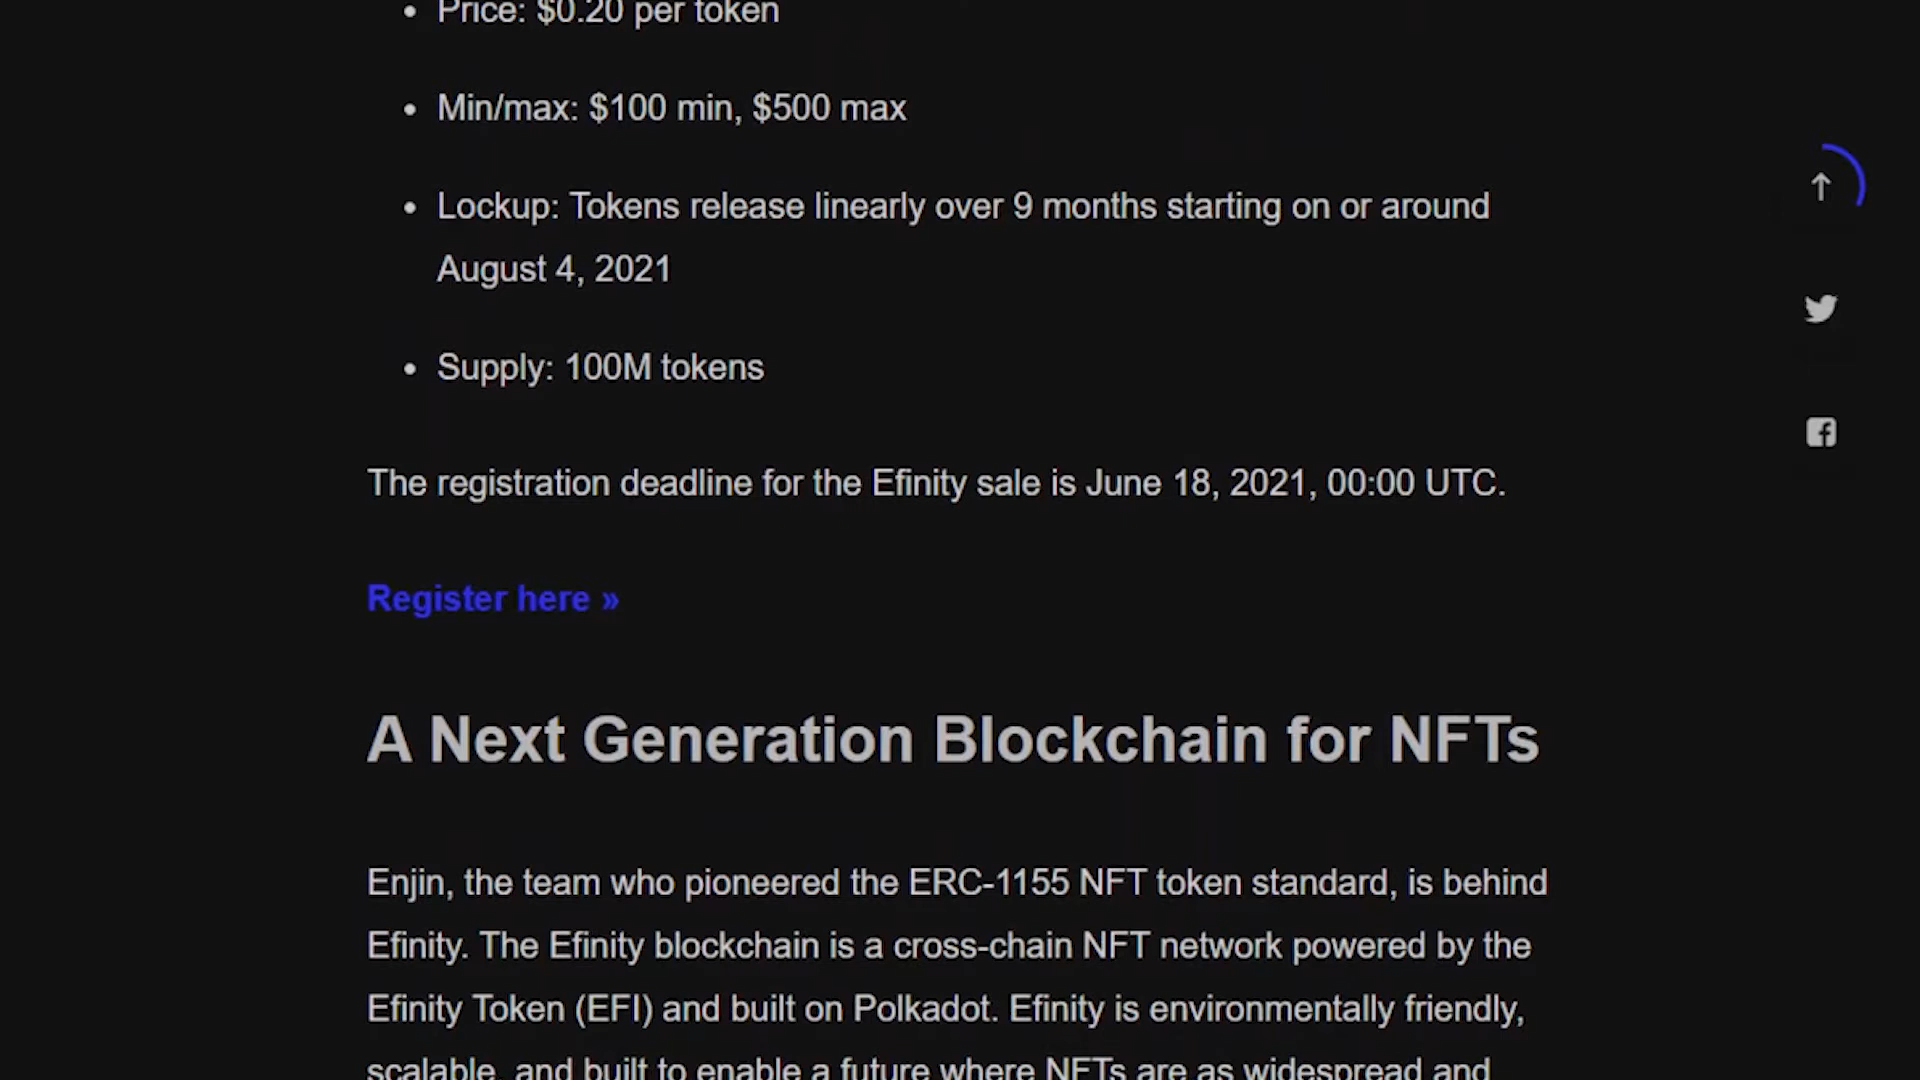 Price: $0.20 per token
Min/max: $100 min, $500 max
Lockup: Tokens release linearly over 9 months starting on or around
August 4, 2021
Supply: 100M tokens
The registration deadline for the Efinity sale is June 18, 2021, 00:00 UTC.
Register here »
A Next Generation Blockchain for NFTs
Enjin, the team who pioneered the ERC-1155 NFT token standard, is behind
Efinity. The Efinity blockchain is a cross-chain NFT network powered by the
Efinity Token (EFI) and built on Polkadot. Efinity is environmentally friendly,
scalable, and built to enable a future where NFTs are as widespread and